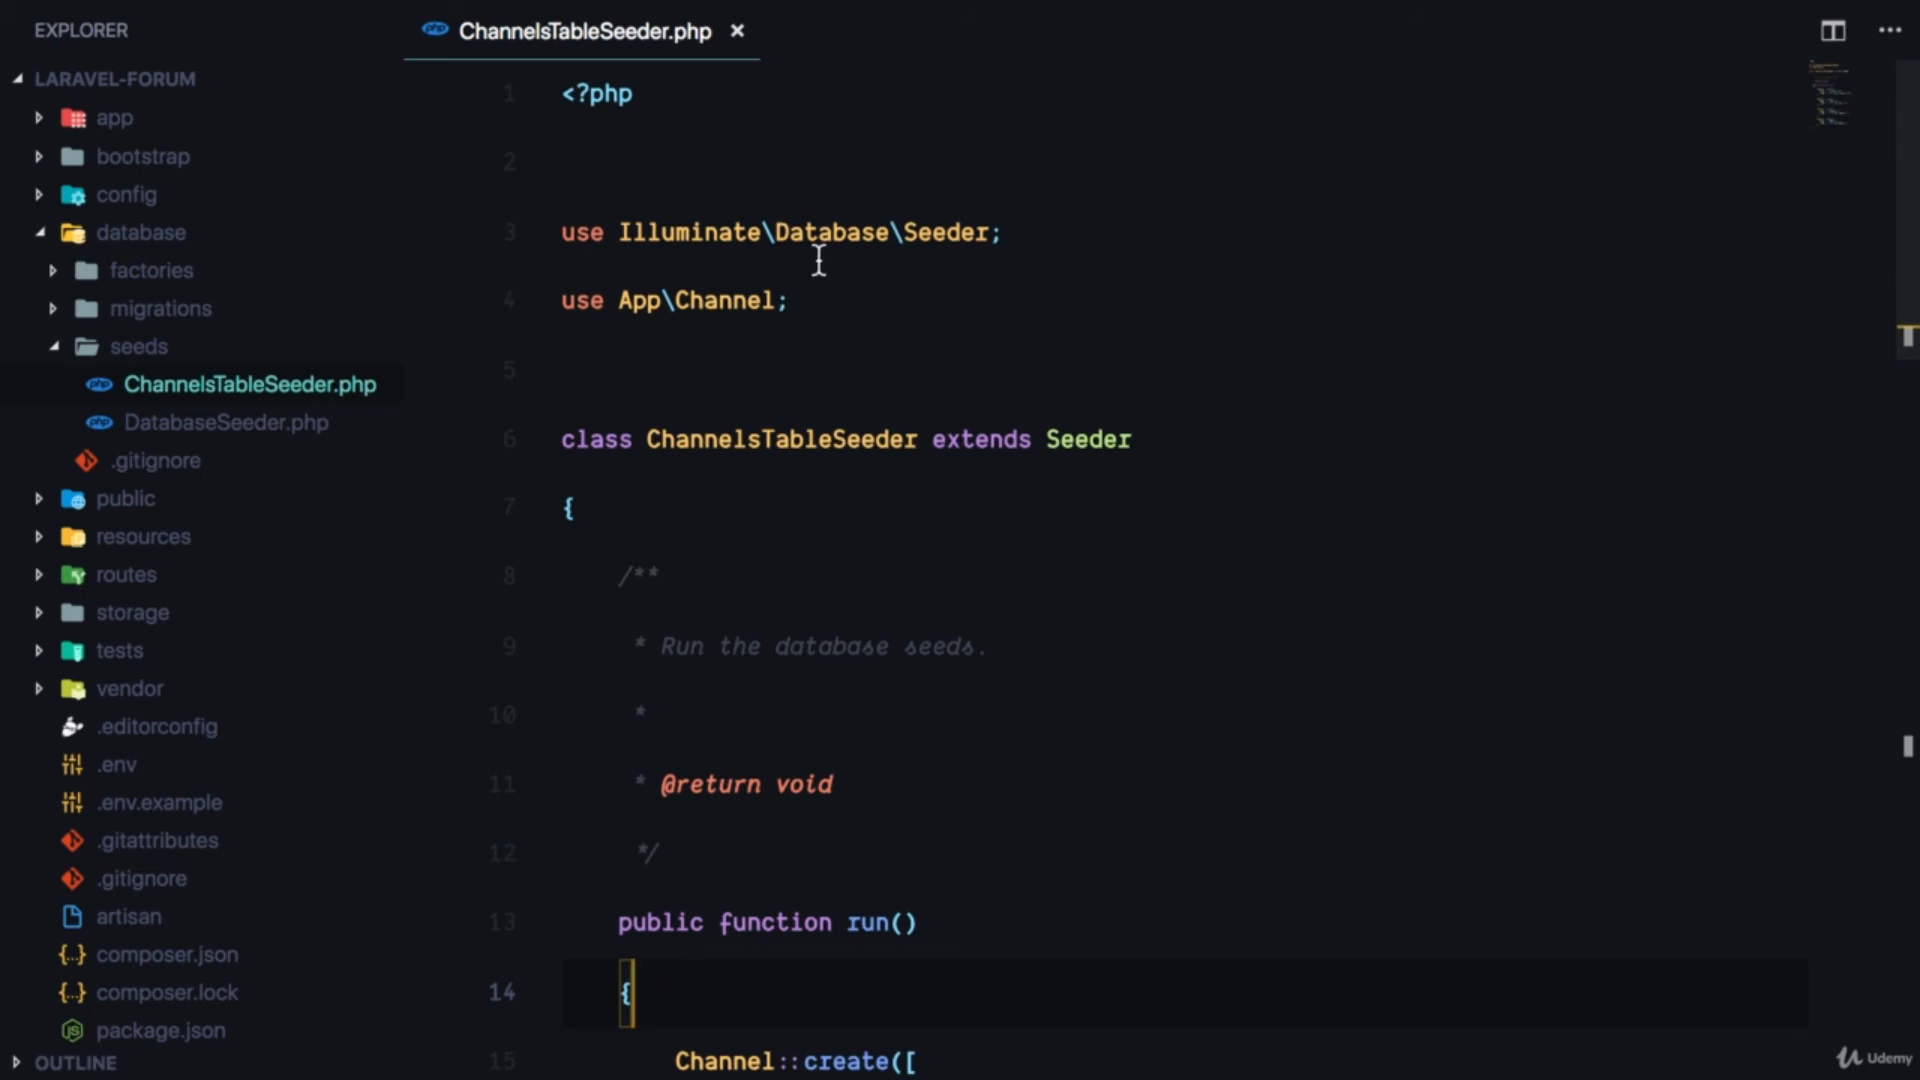 EXPLORER
LARAVEL-FORUM
app
bootstrap
config
database
factories
migrations
seeds
ChannelsTableSeeder.php
DatabaseSeeder.php
.gitignore
public
resources
routes
storage
tests
vendor
.editorconfig
.env
.env.example
.gitattributes
.gitignore
artisan
composer.json
composer.lock
package.json
OUTLINE
php ChannelsTableSeeder.php ×
1 <?php
2
3 use Illuminate\Database\Seeder;
4 use App\Channel;
5
6 class ChannelsTableSeeder extends Seeder
7 {
8 /**
9 * Run the database seeds.
10 *
11 * @return void
12 */
13 public function run()
14 {
15 Channel::create([
Udemy